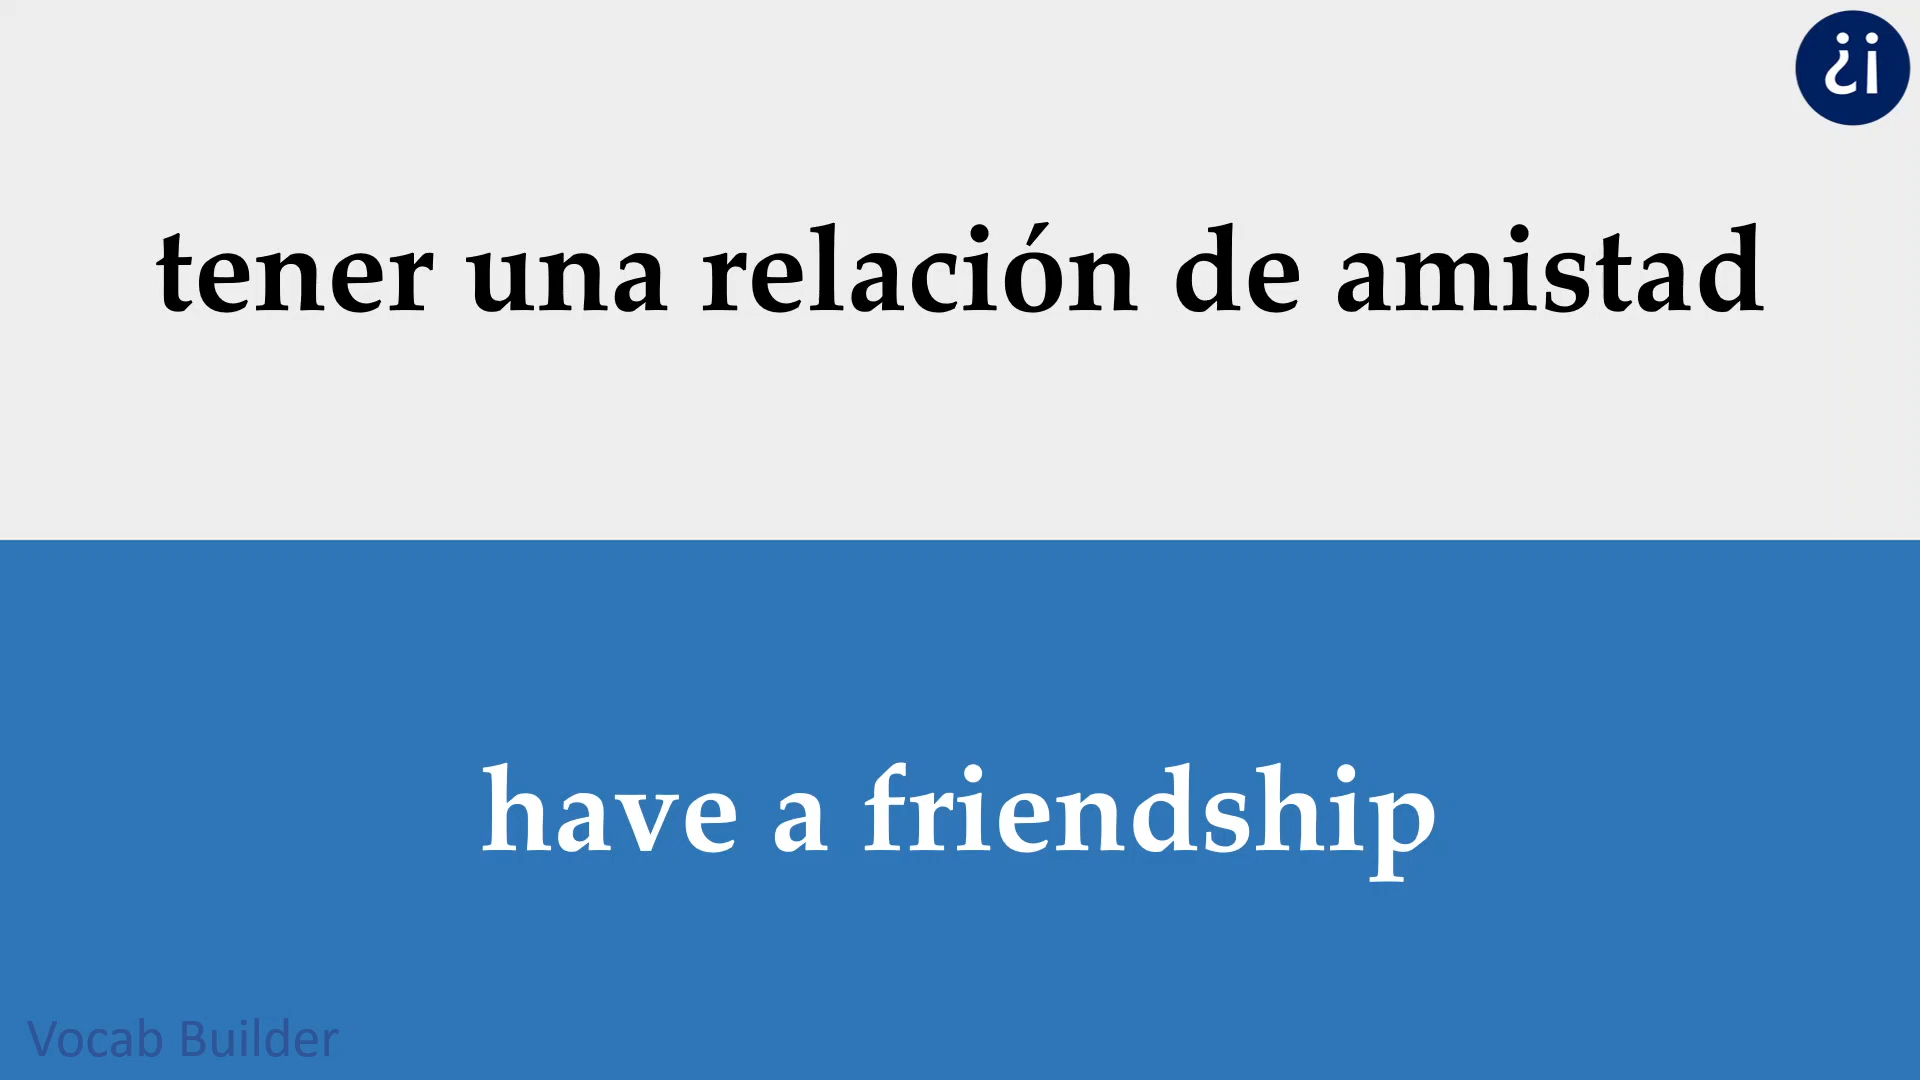 ¿¡
tener una relación de amistad
have a friendship
Vocab Builder